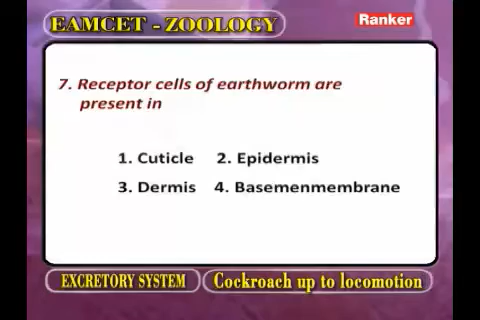 EAMCET - ZOOLOGY
Ranker
7. Receptor cells of earthworm are
present in
1. Cuticle 2. Epidermis
3. Dermis 4. Basemenmembrane
EXCRETORY SYSTEM
Cockroach up to locomotion